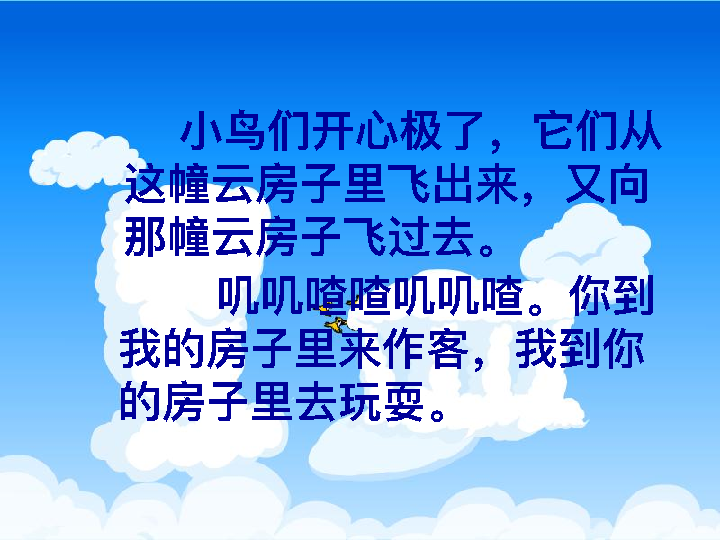 小鸟们开心极了，它们从
这幢云房子里飞出来，又向
那幢云房子飞过去。
叽叽喳喳叽叽喳。你到
我的房子里来作客，我到你
的房子里去玩耍。